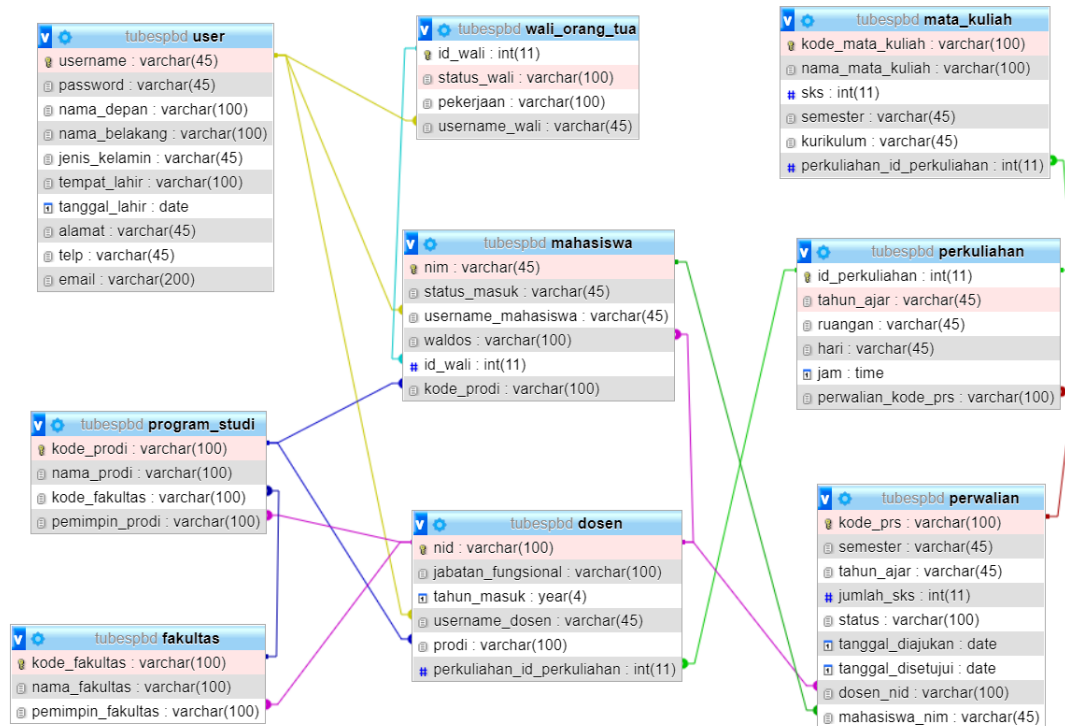 tubespbd user
username : varchar(45)
password : varchar(45)
nama_depan : varchar(100)
nama_belakang : varchar(100)
jenis_kelamin : varchar(45)
tempat_lahir : varchar(100)
tanggal_lahir : date
alamat : varchar(45)
telp : varchar(45)
email : varchar(200)
tubespbd wali_orang_tua
id_wali : int(11)
status_wali : varchar(100)
pekerjaan : varchar(100)
username_wali : varchar(45)
tubespbd mata_kuliah
kode_mata_kuliah : varchar(100)
nama_mata_kuliah : varchar(100)
# sks : int(11)
semester : varchar(45)
kurikulum : varchar(45)
# perkuliahan_id_perkuliahan : int(11)
tubespbd mahasiswa
nim : varchar(45)
status_masuk : varchar(45)
username_mahasiswa : varchar(45)
waldos : varchar(100)
# id_wali : int(11)
kode_prodi : varchar(100)
tubespbd perkuliahan
id_perkuliahan : int(11)
tahun_ajar : varchar(45)
ruangan : varchar(45)
hari : varchar(45)
jam : time
perwalian_kode_prs : varchar(100)
tubespbd program_studi
kode_prodi : varchar(100)
nama_prodi : varchar(100)
kode_fakultas : varchar(100)
pemimpin_prodi : varchar(100)
tubespbd dosen
nid : varchar(100)
jabatan_fungsional : varchar(100)
tahun_masuk : year(4)
username_dosen : varchar(45)
prodi : varchar(100)
# perkuliahan_id_perkuliahan : int(11)
tubespbd perwalian
kode_prs : varchar(100)
semester : varchar(45)
tahun_ajar : varchar(45)
# jumlah_sks : int(11)
status : varchar(100)
tanggal_diajukan : date
tanggal_disetujui : date
dosen_nid : varchar(100)
mahasiswa_nim : varchar(45)
tubespbd fakultas
kode_fakultas : varchar(100)
nama_fakultas : varchar(100)
pemimpin_fakultas : varchar(100)